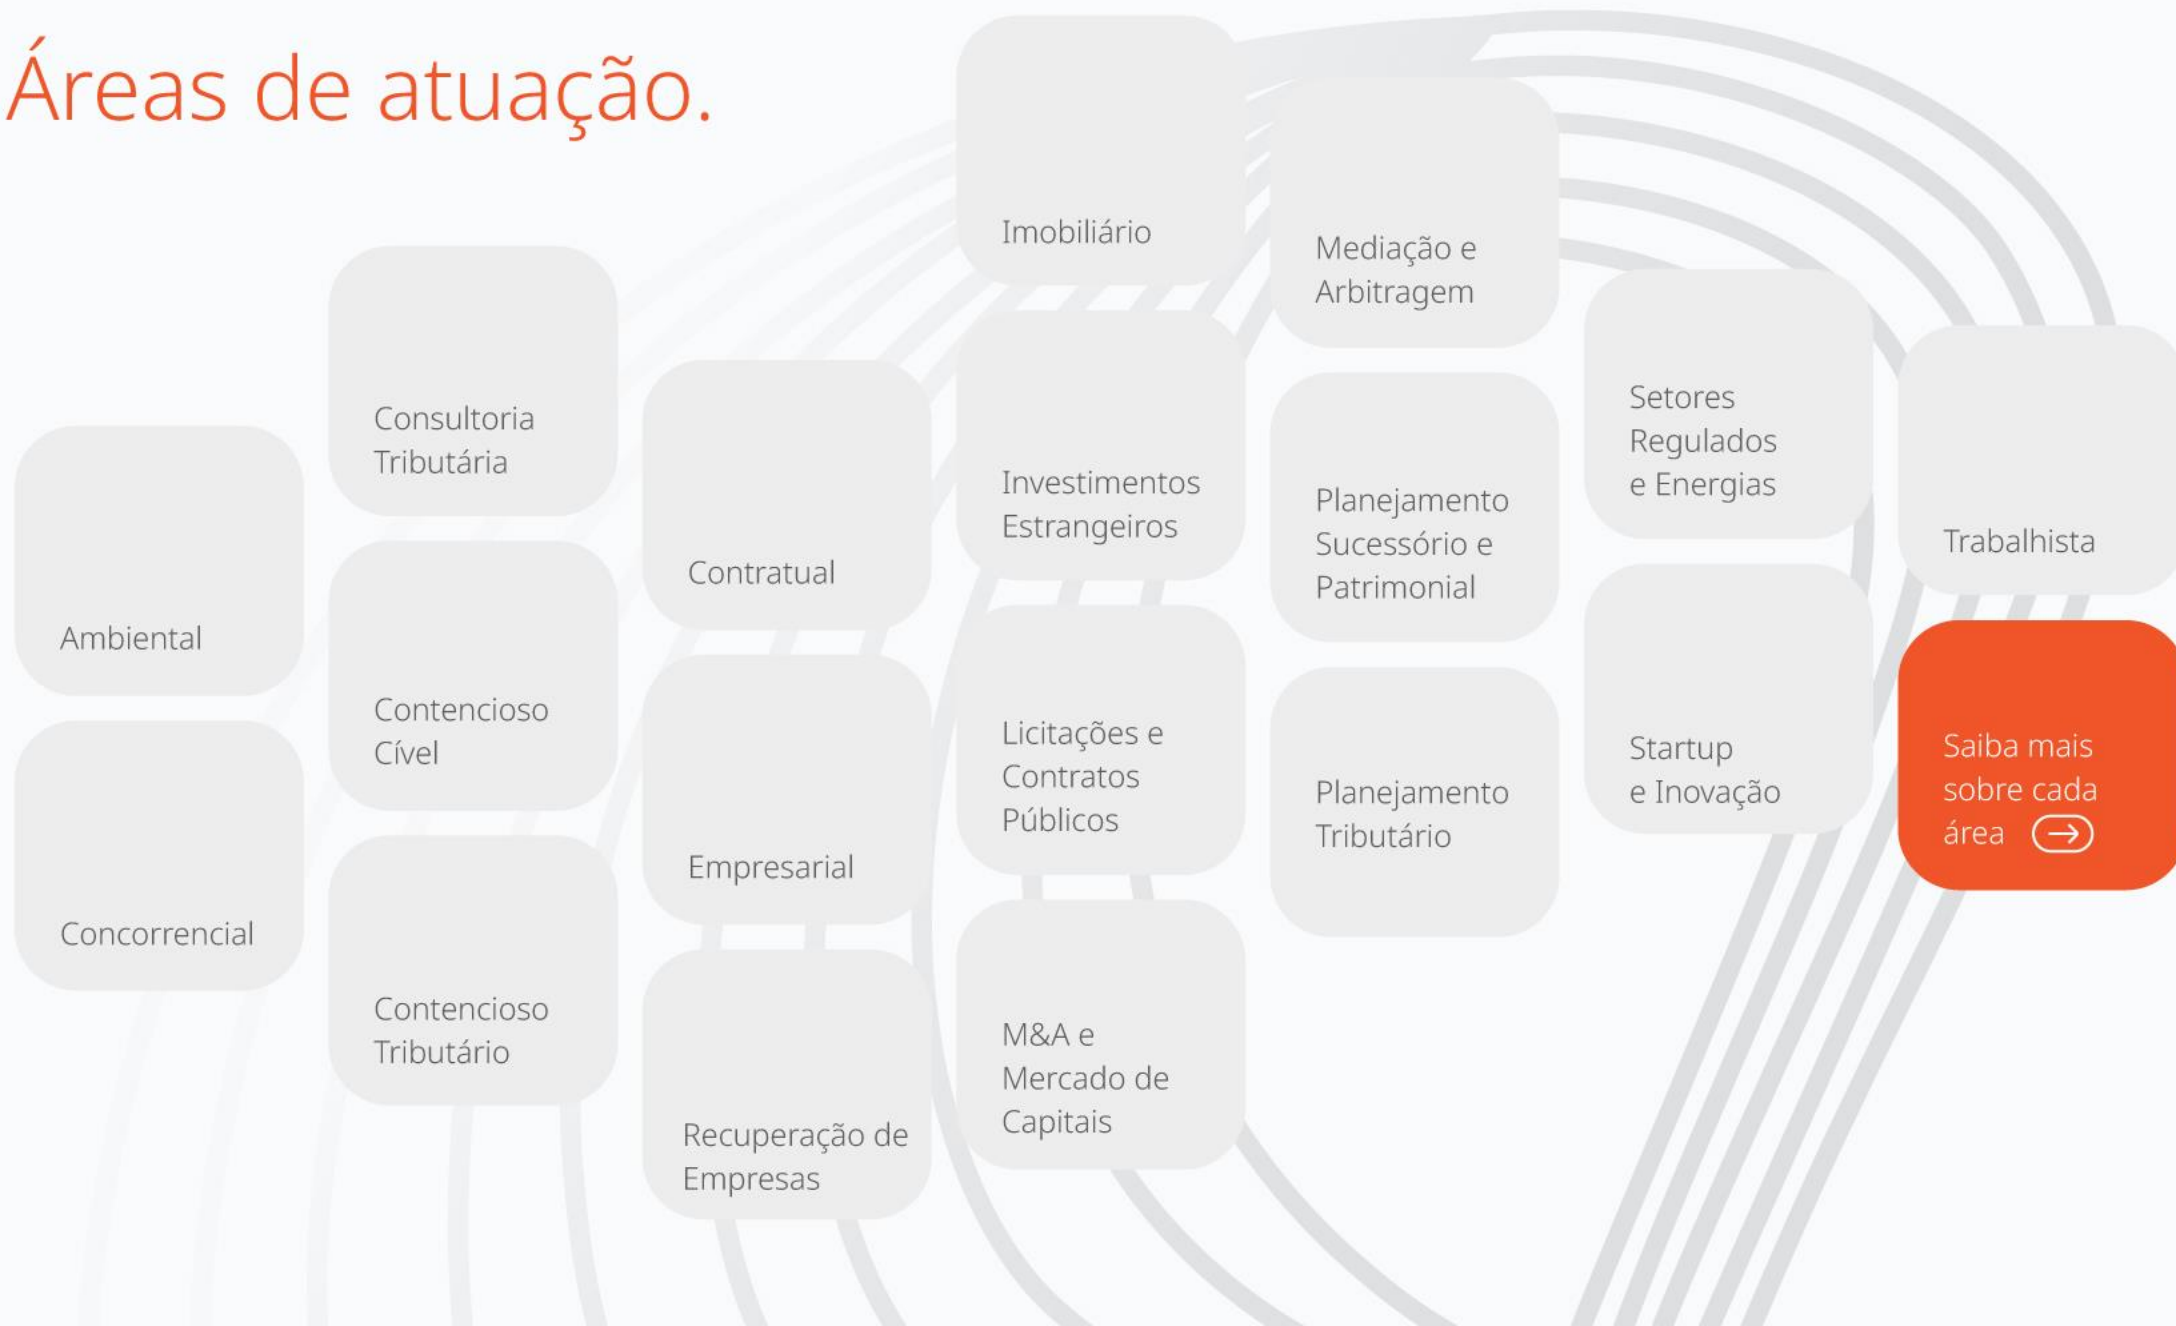 Áreas de atuação.
Ambiental
Concorrencial
Consultoria
Tributária
Contencioso
Cível
Contencioso
Tributário
Contratual
Empresarial
Recuperação de
Empresas
Imobiliário
Investimentos
Estrangeiros
Licitações e
Contratos
Públicos
M&A e
Mercado de
Capitais
Mediação e
Arbitragem
Planejamento
Sucessório e
Patrimonial
Planejamento
Tributário
Setores
Regulados
e Energias
Startup
e Inovação
Trabalhista
Saiba mais
sobre cada
área